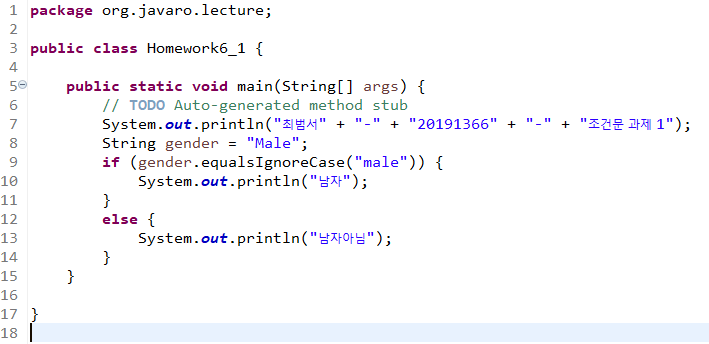 1 package org.javaro.lecture;
2
3 public class Homework6_1 {
4
5     public static void main(String[] args) {
6         // TODO Auto-generated method stub
7         System.out.println("최범서" + "-" + "20191366" + "-" + "조건문 과제 1");
8         String gender = "Male";
9         if (gender.equalsIgnoreCase("male")) {
10             System.out.println("남자");
11         }
12         else {
13             System.out.println("남자아님");
14         }
15     }
16
17 }
18